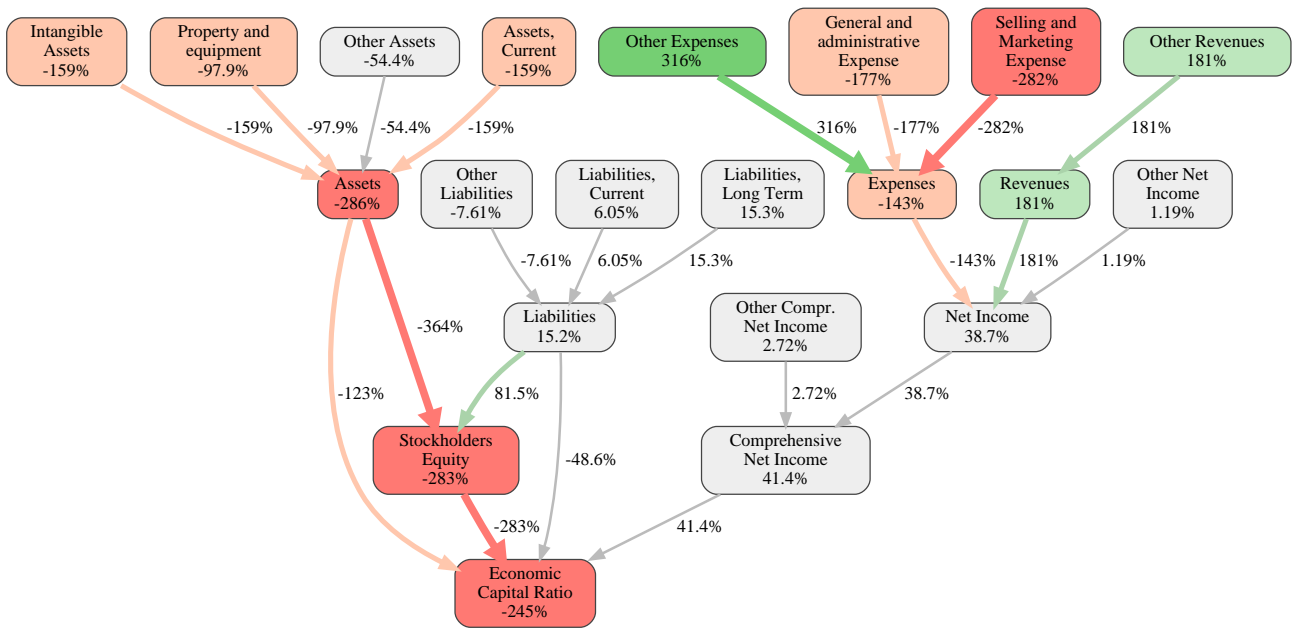 Intangible
Assets
-159%
Property and
equipment
-97.9%
Other Assets
-54.4%
Assets,
Current
-159%
Other Expenses
316%
General and
administrative
Expense
-177%
Selling and
Marketing
Expense
-282%
Other Revenues
181%
-159%
-97.9%
-54.4%
-159%
316%
-177%
-282%
181%
Assets
-286%
Other
Liabilities
-7.61%
Liabilities,
Current
6.05%
Liabilities,
Long Term
15.3%
Expenses
-143%
Revenues
181%
Other Net
Income
1.19%
-7.61%
6.05%
15.3%
-143%
181%
1.19%
-364%
Liabilities
15.2%
Other Compr.
Net Income
2.72%
Net Income
38.7%
-123%
81.5%
2.72%
38.7%
Stockholders
Equity
-283%
-48.6%
Comprehensive
Net Income
41.4%
-283%
41.4%
Economic
Capital Ratio
-245%